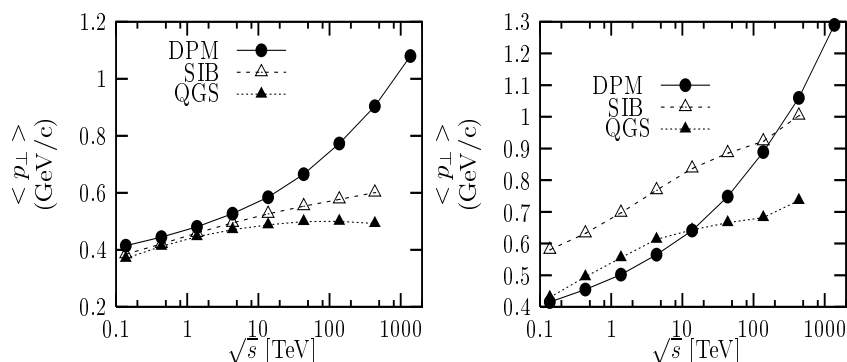 < p⊥ >
(GeV/c)
1.2
1
0.8
0.6
0.4
0.2
DPM
SIB
QGS
0.1 1 10 100 1000
√s [TeV]
< p⊥ >
(GeV/c)
1.3
1.2
1.1
1
0.9
0.8
0.7
0.6
0.5
0.4
DPM
SIB
QGS
0.1 1 10 100 1000
√s [TeV]